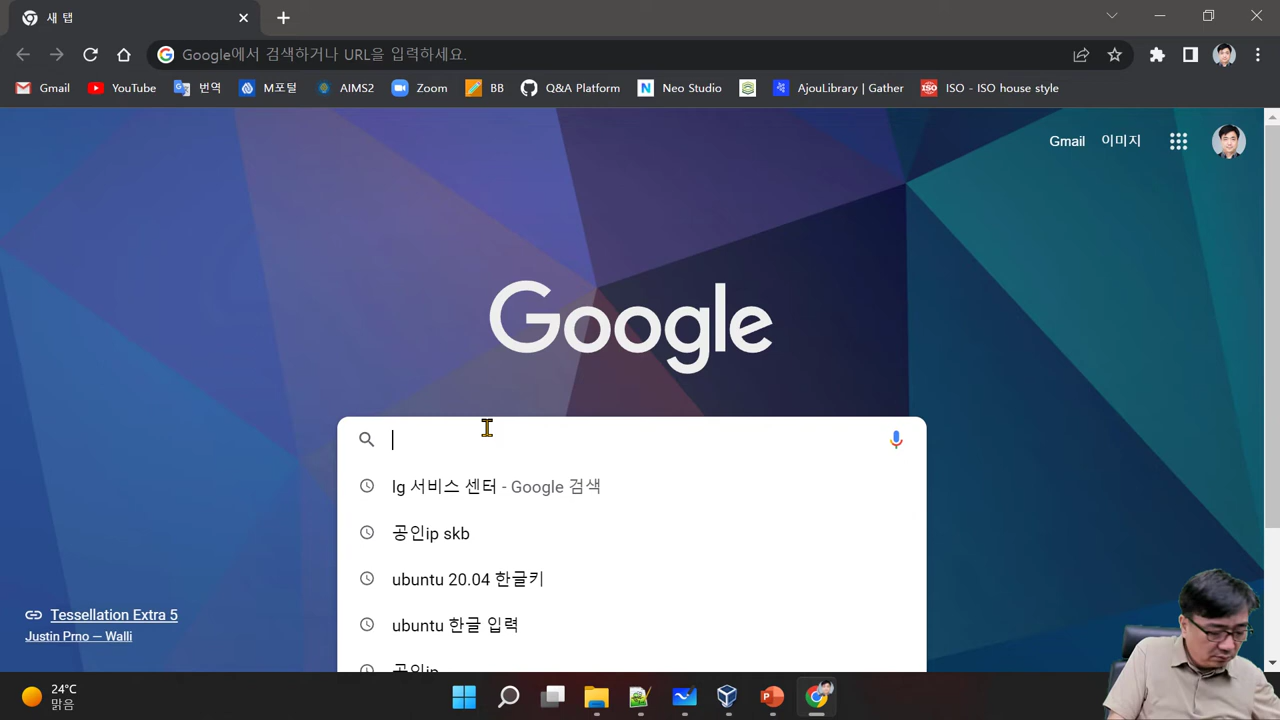 새 탭
Google에서 검색하거나 URL을 입력하세요.
Gmail YouTube 번역 M포털 AIMS2 Zoom BB Q&A Platform Neo Studio AjouLibrary | Gather ISO - ISO house style
Gmail 이미지
Google
lg 서비스 센터 - Google 검색
공인ip skb
ubuntu 20.04 한글키
ubuntu 한글 입력
공인ip
Tessellation Extra 5
Justin Prno — Walli
24°C
맑음